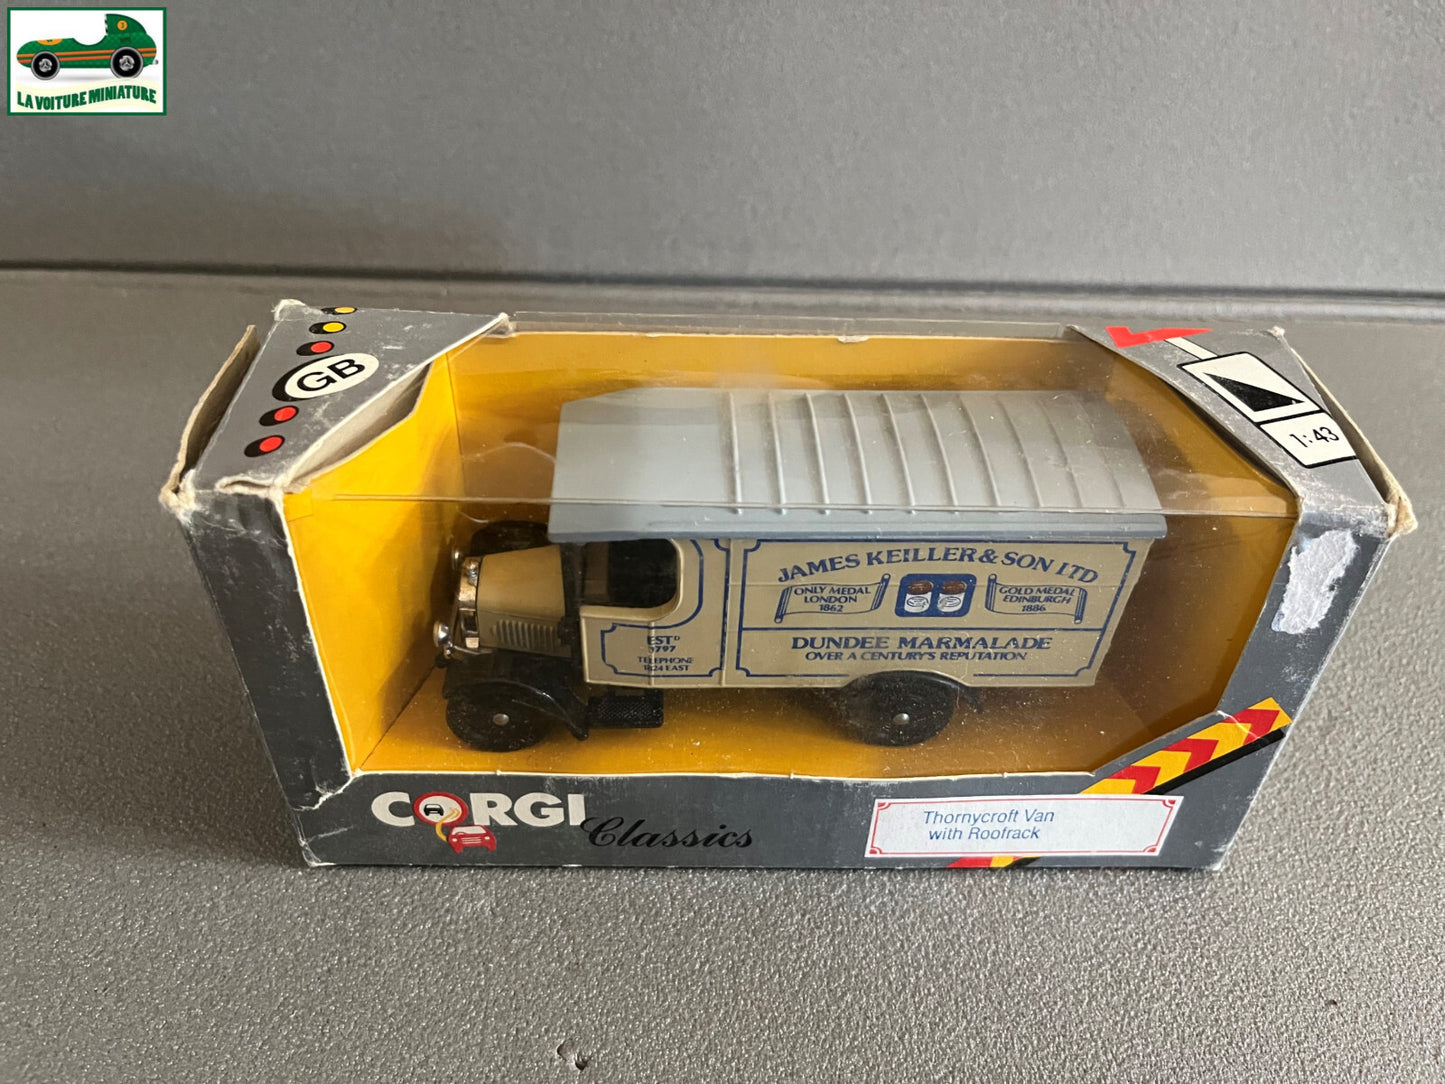 3
LA VOITURE MINIATURE
GB
1:43
JAMES KEILLER & SON LTD
ONLY MEDAL
LONDON
1862
GOLD MEDAL
EDINBURGH
1886
DUNDEE MARMALADE
OVER A CENTURY'S REPUTATION
ESTD
1797
TELEPHONE
1824 EAST
CORGI
Classics
Thornycroft Van
with Roofrack